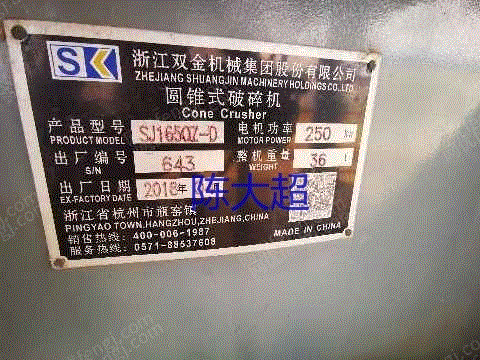 SK
浙江双金机械集团股份有限公司
ZHEJIANG SHUANGJIN MACHINERY HOLDINGS CO.,LTD.
圆锥式破碎机
Cone Crusher
产品型号 SJ1650Z-D 电机功率 250
PRODUCT MODEL MOTOR POWER
出厂编号 643 整机重量 36 t
S/N WEIGHT
出厂日期 2018年
EX-FACTORY DATE
陈大超
浙江省杭州市瓶窑镇
PINGYAO TOWN,HANGZHOU,ZHEJIANG,CHINA
销售热线: 400-006-1987
服务热线: 0571-88537608
MADE IN CHINA